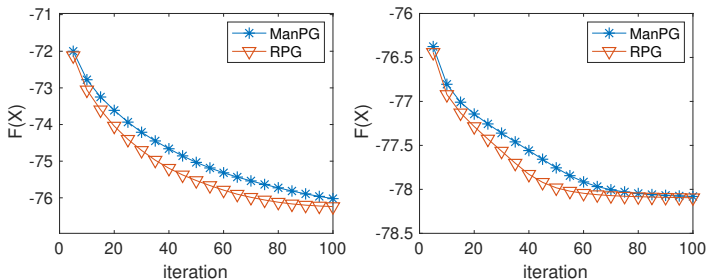 -71
-72
-73
-74
-75
-76
F(X)
0 20 40 60 80 100
iteration
ManPG
RPG
-76
-76.5
-77
-77.5
-78
-78.5
F(X)
0 20 40 60 80 100
iteration
ManPG
RPG